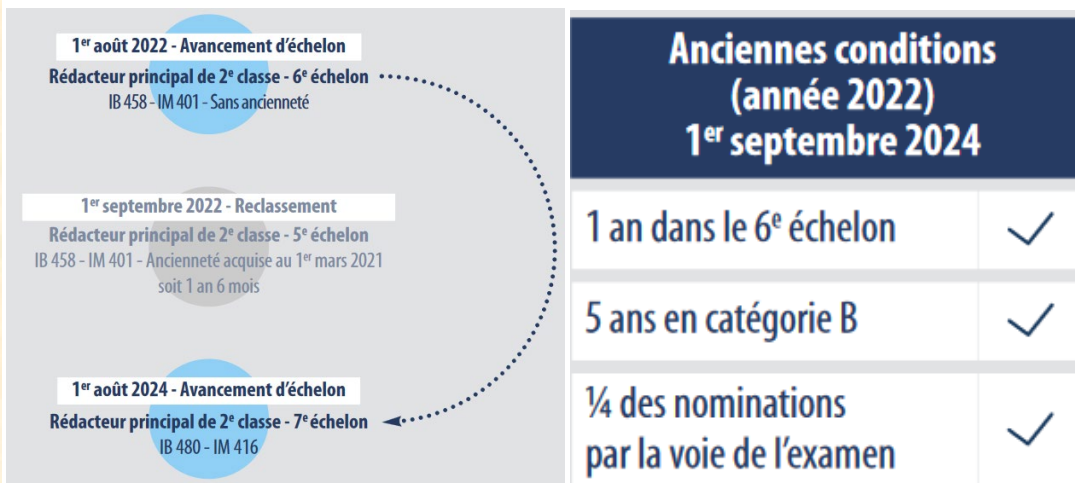 1er août 2022 - Avancement d'échelon
Rédacteur principal de 2e classe - 6e échelon
IB 458 - IM 401 - Sans ancienneté
1er septembre 2022 - Reclassement
Rédacteur principal de 2e classe - 5e échelon
IB 458 - IM 401 - Ancienneté acquise au 1er mars 2021
soit 1 an 6 mois
1er août 2024 - Avancement d'échelon
Rédacteur principal de 2e classe - 7e échelon
IB 480 - IM 416
Anciennes conditions
(année 2022)
1er septembre 2024
1 an dans le 6e échelon
5 ans en catégorie B
¼ des nominations
par la voie de l'examen